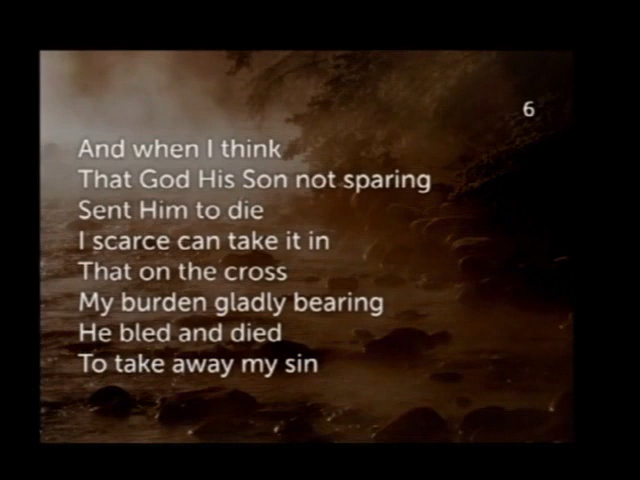 6
And when I think
That God His Son not sparing
Sent Him to die
I scarce can take it in
That on the cross
My burden gladly bearing
He bled and died
To take away my sin